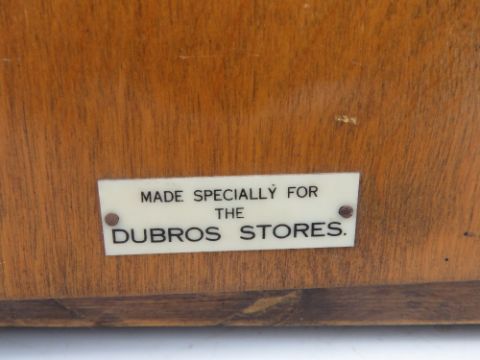 MADE SPECIALLY FOR
THE
DUBROS STORES.